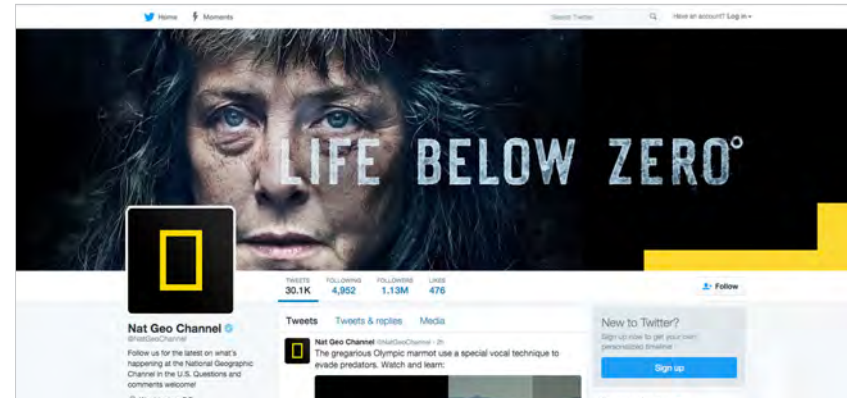 Home Moments Search Twitter Have an account? Log in
LIFE BELOW ZERO°
TWEETS FOLLOWING FOLLOWERS LIKES
30.1K 4,952 1.13M 476
Follow
Nat Geo Channel
@NatGeoChannel
Follow us for the latest on what's
happening at the National Geographic
Channel in the U.S. Questions and
comments welcome!
Tweets Tweets & replies Media
Nat Geo Channel @NatGeoChannel · 2h
The gregarious Olympic marmot use a special vocal technique to
evade predators. Watch and learn:
New to Twitter?
Sign up now to get your own
personalized timeline!
Sign up